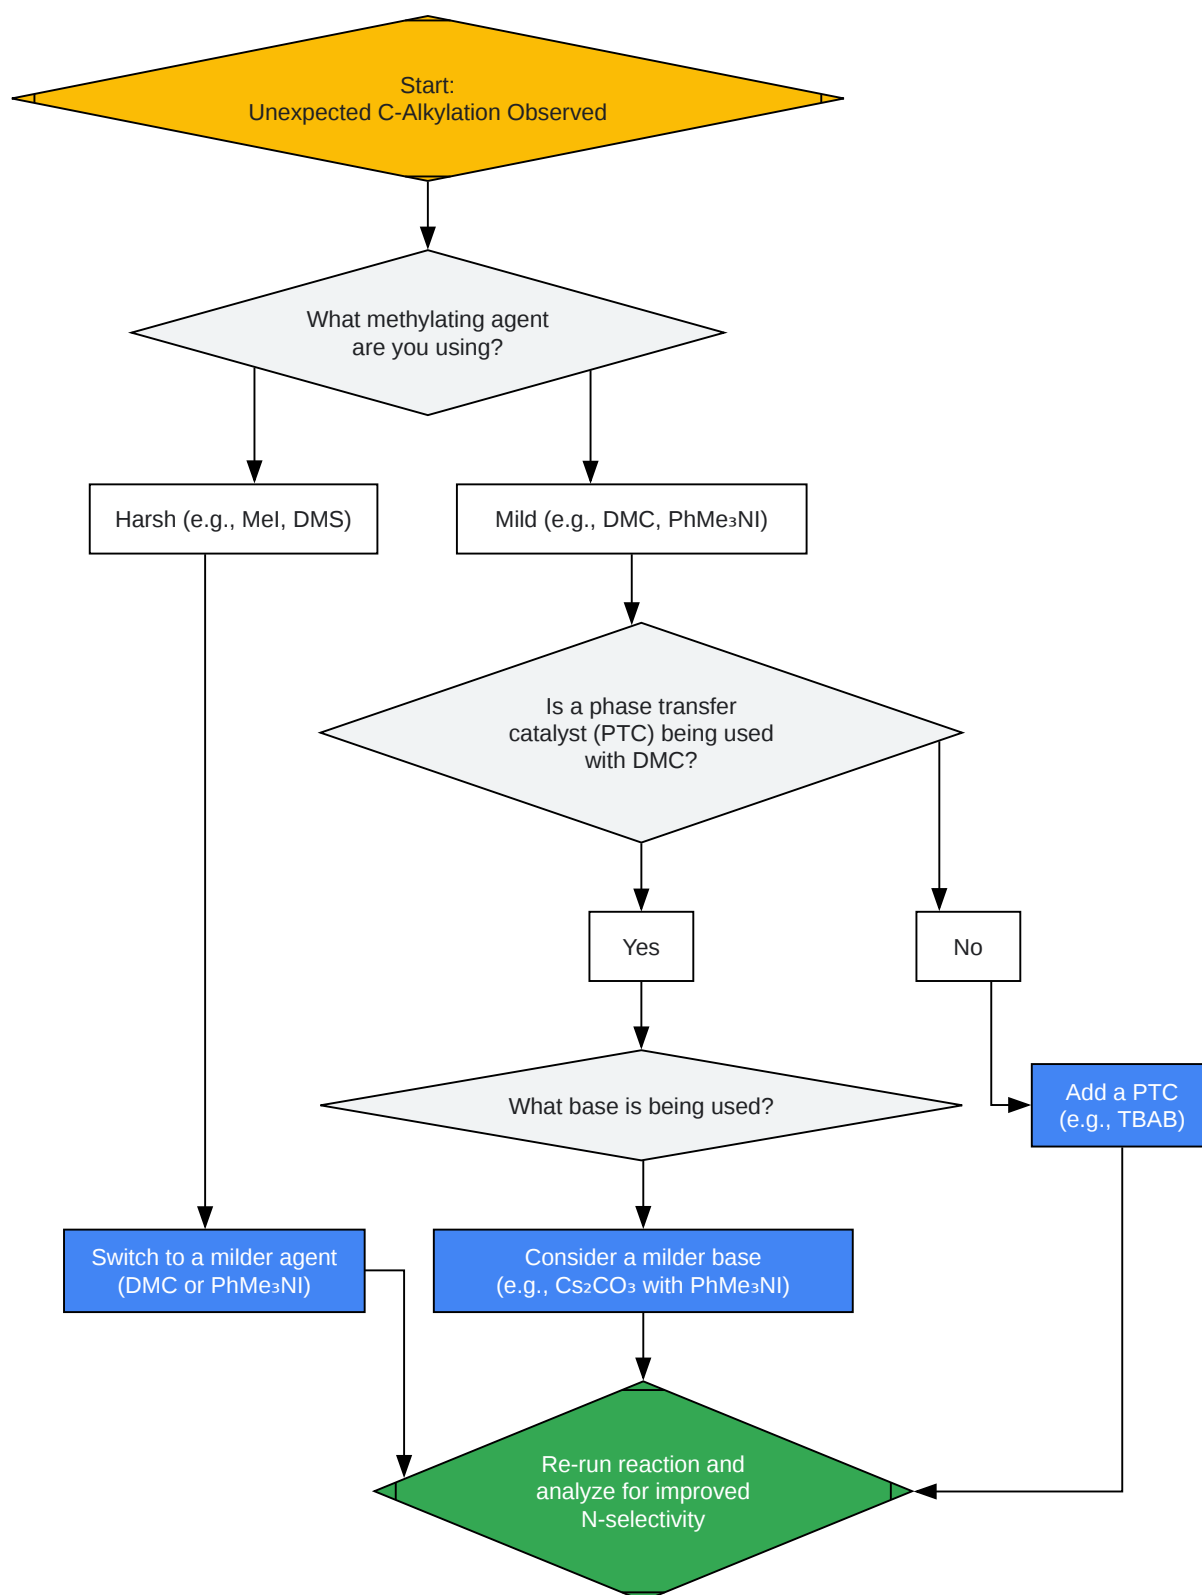 Start:
Unexpected C-Alkylation Observed
What methylating agent
are you using?
Harsh (e.g., MeI, DMS)
Mild (e.g., DMC, PhMe₃NI)
Is a phase transfer
catalyst (PTC) being used
with DMC?
Yes
No
What base is being used?
Add a PTC
(e.g., TBAB)
Switch to a milder agent
(DMC or PhMe₃NI)
Consider a milder base
(e.g., Cs₂CO₃ with PhMe₃NI)
Re-run reaction and
analyze for improved
N-selectivity